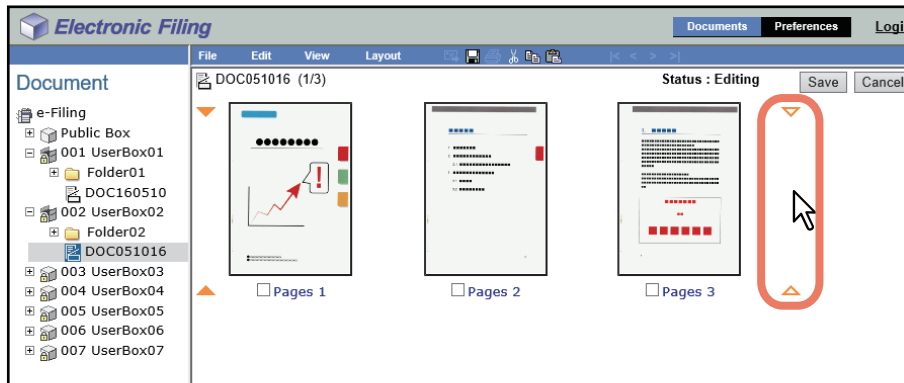 Electronic Filing
Documents Preferences Logi
File Edit View Layout |< < > >|
Document
DOC051016 (1/3) Status : Editing Save Cancel
e-Filing
Public Box
001 UserBox01
Folder01
DOC160510
002 UserBox02
Folder02
DOC051016
003 UserBox03
004 UserBox04
005 UserBox05
006 UserBox06
007 UserBox07
Pages 1 Pages 2 Pages 3